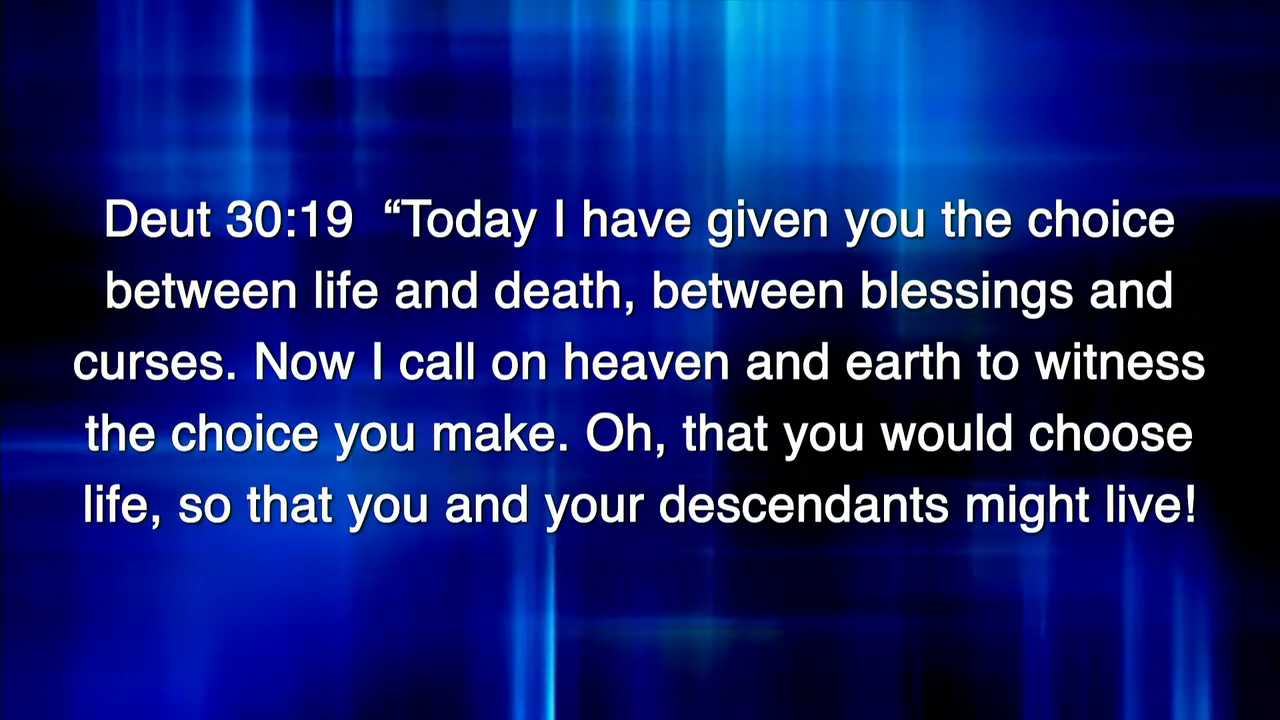 Deut 30:19  “Today I have given you the choice
between life and death, between blessings and
curses. Now I call on heaven and earth to witness
the choice you make. Oh, that you would choose
life, so that you and your descendants might live!